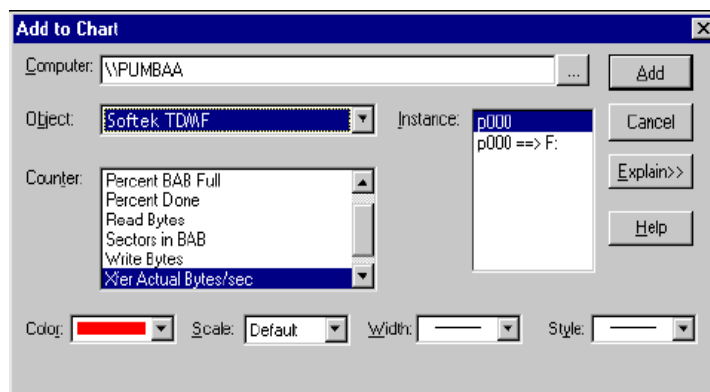 Add to Chart
Computer: \\PUMBAA ... Add
Object: Softek TDMF Instance: p000 Cancel
p000 ==> F:
Explain>>
Counter: Percent BAB Full
Percent Done
Read Bytes
Sectors in BAB
Write Bytes
Xfer Actual Bytes/sec
Help
Color: Scale: Default Width: Style: